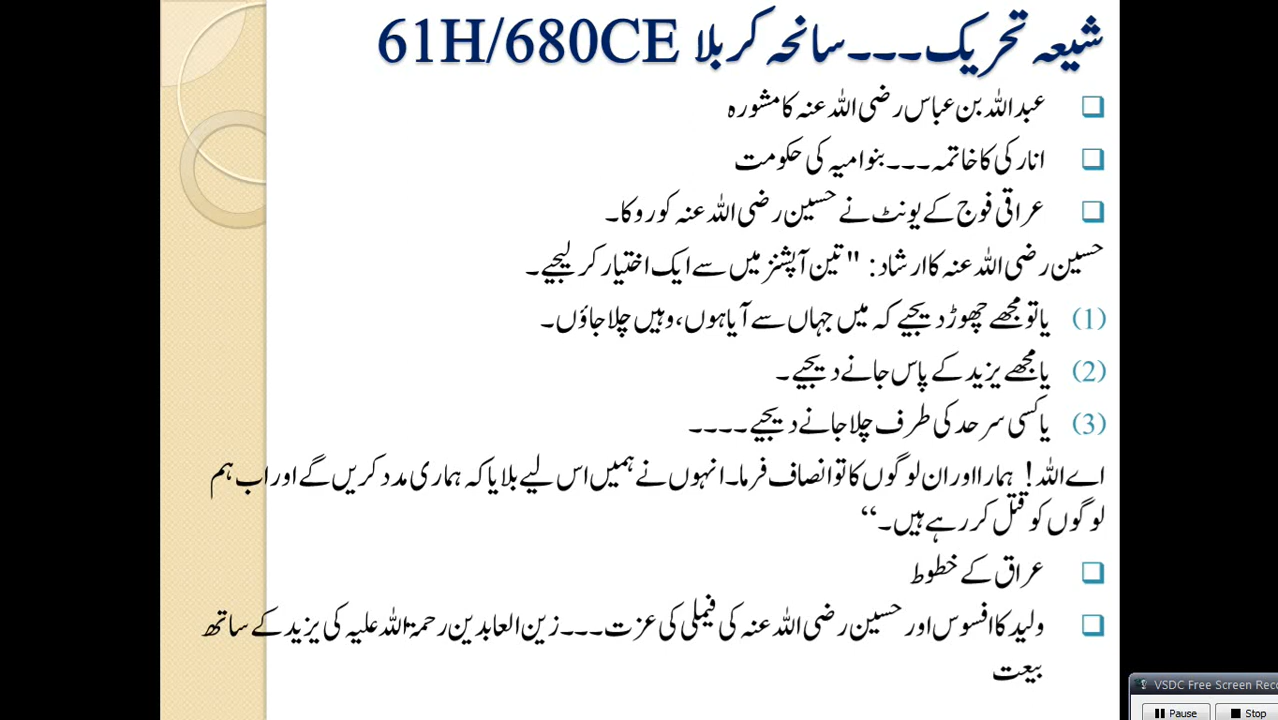 شیعہ تحریک۔۔۔سانحہ کربلا 61H/680CE
❑ عبداللہ بن عباس رضی اللہ عنہ کا مشورہ
❑ انارکی کا خاتمہ۔۔۔بنو امیہ کی حکومت
❑ عراقی فوج کے یونٹ نے حسین رضی اللہ عنہ کو روکا۔
حسین رضی اللہ عنہ کا ارشاد: "تین آپشنز میں سے ایک اختیار کر لیجیے۔
(1) یا تو مجھے چھوڑ دیجیے کہ میں جہاں سے آیا ہوں، وہیں چلا جاؤں۔
(2) یا مجھے یزید کے پاس جانے دیجیے۔
(3) یا کسی سرحد کی طرف چلا جانے دیجیے۔۔۔۔
اے اللہ! ہمارا اور ان لوگوں کا تو انصاف فرما۔ انہوں نے ہمیں اس لیے بلایا کہ ہماری مدد کریں گے اور اب ہم
لوگوں کو قتل کر رہے ہیں۔“
❑ عراق کے خطوط
❑ ولید کا افسوس اور حسین رضی اللہ عنہ کی فیملی کی عزت۔۔۔زین العابدین رحمۃ اللہ علیہ کی یزید کے ساتھ
بیعت
VSDC Free Screen Reco
Pause Stop